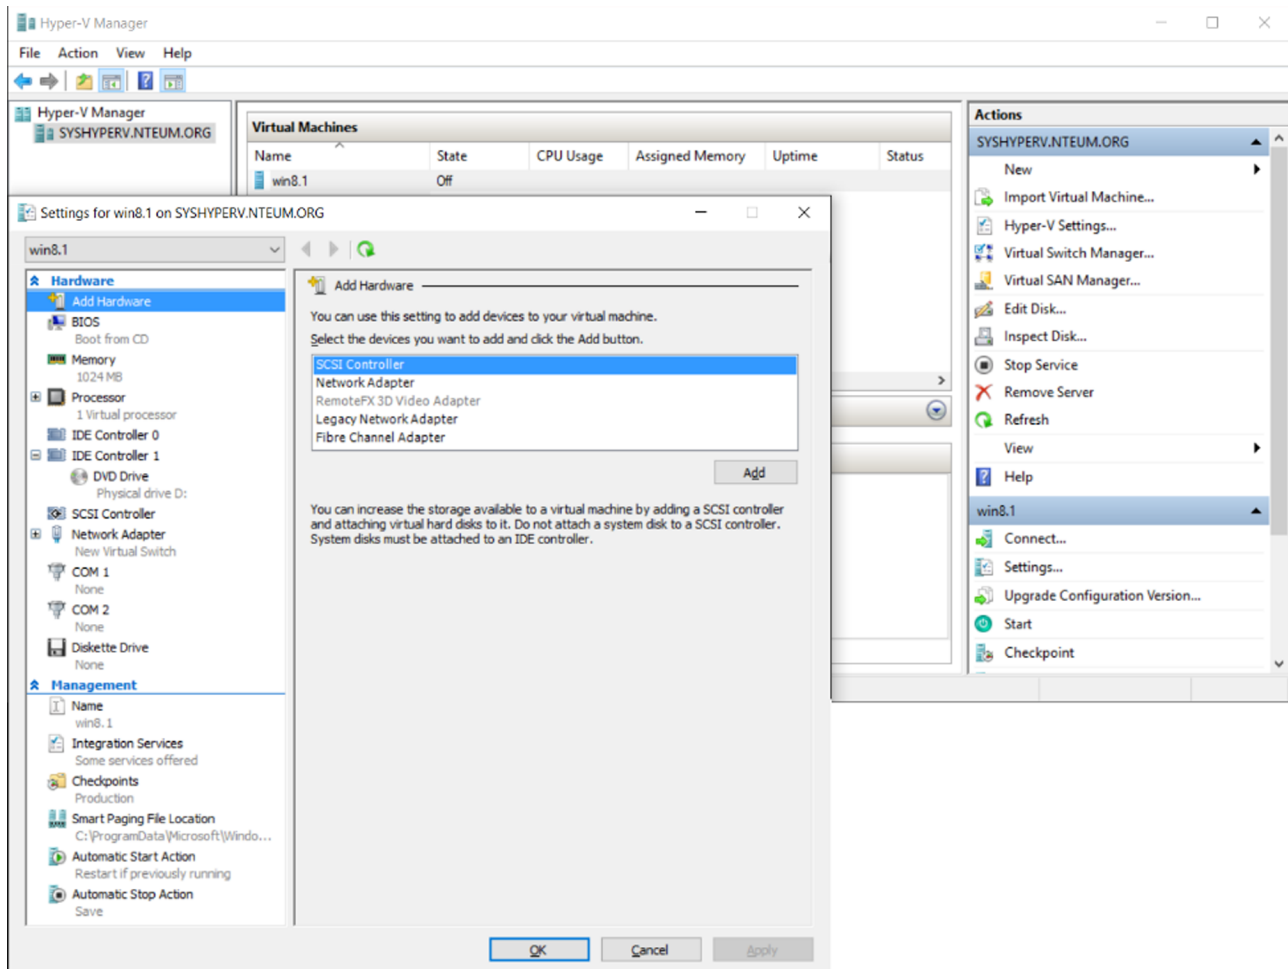 Hyper-V Manager
File Action View Help
Hyper-V Manager
SYSHYPERV.NTEUM.ORG
Virtual Machines
Name State CPU Usage Assigned Memory Uptime Status
win8.1 Off
Settings for win8.1 on SYSHYPERV.NTEUM.ORG
win8.1
Hardware
Add Hardware
BIOS
Boot from CD
Memory
1024 MB
Processor
1 Virtual processor
IDE Controller 0
IDE Controller 1
DVD Drive
Physical drive D:
SCSI Controller
Network Adapter
New Virtual Switch
COM 1
None
COM 2
None
Diskette Drive
None
Management
Name
win8.1
Integration Services
Some services offered
Checkpoints
Production
Smart Paging File Location
C:\ProgramData\Microsoft\Windo...
Automatic Start Action
Restart if previously running
Automatic Stop Action
Save
Add Hardware
You can use this setting to add devices to your virtual machine.
Select the devices you want to add and click the Add button.
SCSI Controller
Network Adapter
RemoteFX 3D Video Adapter
Legacy Network Adapter
Fibre Channel Adapter
Add
You can increase the storage available to a virtual machine by adding a SCSI controller
and attaching virtual hard disks to it. Do not attach a system disk to a SCSI controller.
System disks must be attached to an IDE controller.
OK Cancel Apply
Actions
SYSHYPERV.NTEUM.ORG
New
Import Virtual Machine...
Hyper-V Settings...
Virtual Switch Manager...
Virtual SAN Manager...
Edit Disk...
Inspect Disk...
Stop Service
Remove Server
Refresh
View
Help
win8.1
Connect...
Settings...
Upgrade Configuration Version...
Start
Checkpoint